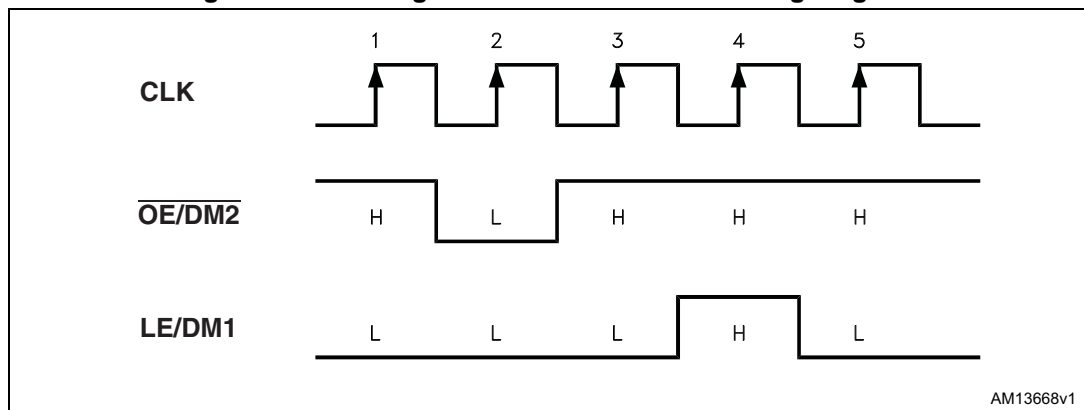 1 2 3 4 5
CLK
OE/DM2
H L H H H
LE/DM1
L L L H L
AM13668v1